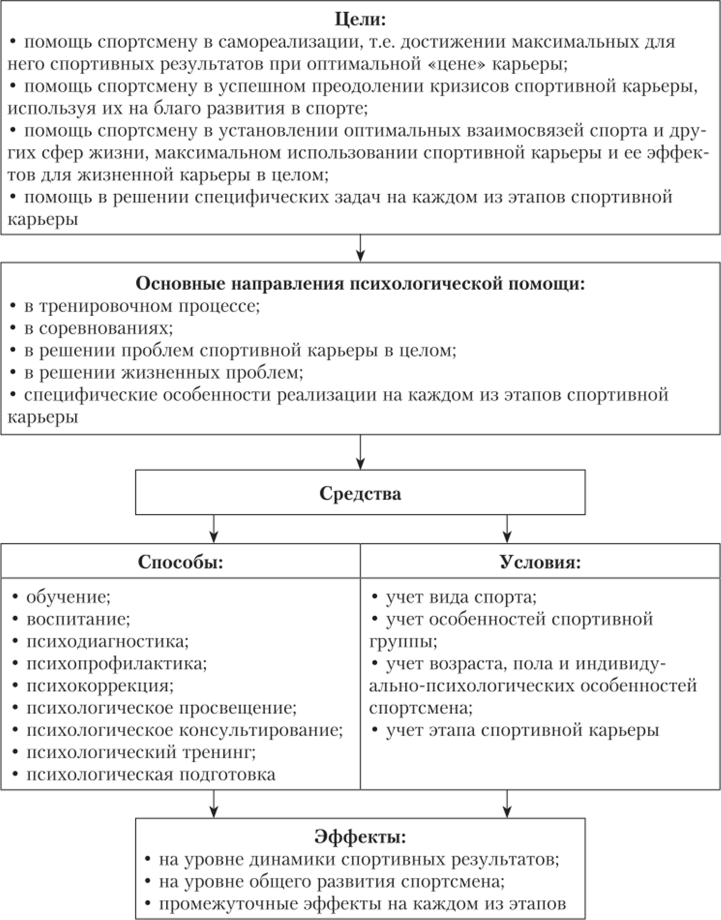 Цели:
• помощь спортсмену в самореализации, т.е. достижении максимальных для
него спортивных результатов при оптимальной «цене» карьеры;
• помощь спортсмену в успешном преодолении кризисов спортивной карьеры,
используя их на благо развития в спорте;
• помощь спортсмену в установлении оптимальных взаимосвязей спорта и дру-
гих сфер жизни, максимальном использовании спортивной карьеры и ее эффек-
тов для жизненной карьеры в целом;
• помощь в решении специфических задач на каждом из этапов спортивной
карьеры
Основные направления психологической помощи:
• в тренировочном процессе;
• в соревнованиях;
• в решении проблем спортивной карьеры в целом;
• в решении жизненных проблем;
• специфические особенности реализации на каждом из этапов спортивной
карьеры
Средства
Способы:
• обучение;
• воспитание;
• психодиагностика;
• психопрофилактика;
• психокоррекция;
• психологическое просвещение;
• психологическое консультирование;
• психологический тренинг;
• психологическая подготовка
Условия:
• учет вида спорта;
• учет особенностей спортивной
группы;
• учет возраста, пола и индивиду-
ально-психологических особенностей
спортсмена;
• учет этапа спортивной карьеры
Эффекты:
• на уровне динамики спортивных результатов;
• на уровне общего развития спортсмена;
• промежуточные эффекты на каждом из этапов